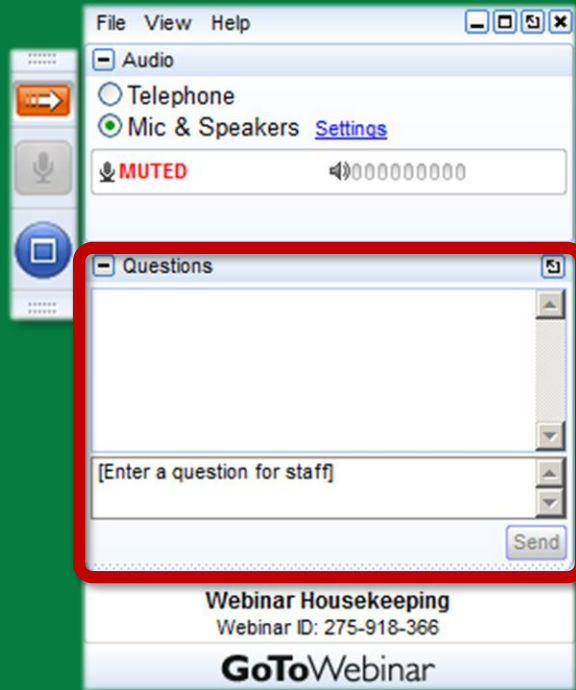 File View Help
Audio
Telephone
Mic & Speakers Settings
MUTED 000000000
Questions
[Enter a question for staff]
Send
Webinar Housekeeping
Webinar ID: 275-918-366
GoToWebinar